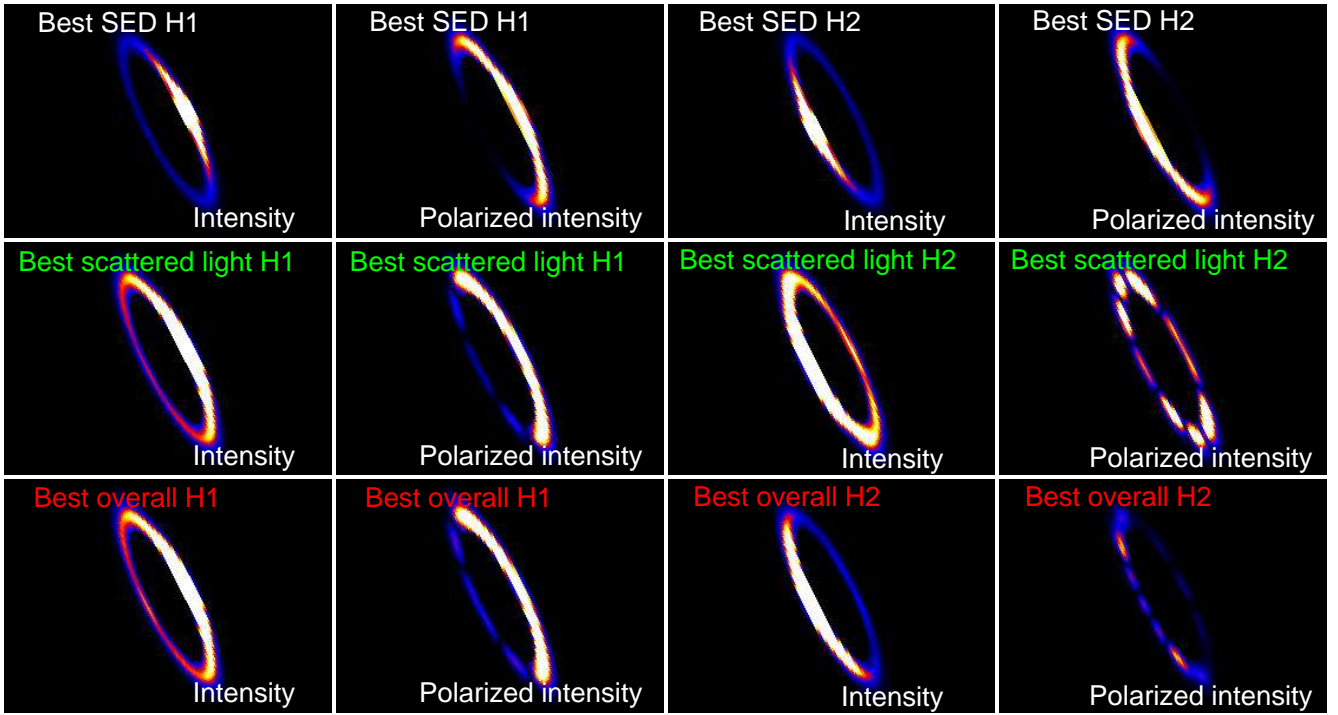 Best SED H1
Intensity
Best SED H1
Polarized intensity
Best SED H2
Intensity
Best SED H2
Polarized intensity
Best scattered light H1
Intensity
Best scattered light H1
Polarized intensity
Best scattered light H2
Intensity
Best scattered light H2
Polarized intensity
Best overall H1
Intensity
Best overall H1
Polarized intensity
Best overall H2
Intensity
Best overall H2
Polarized intensity